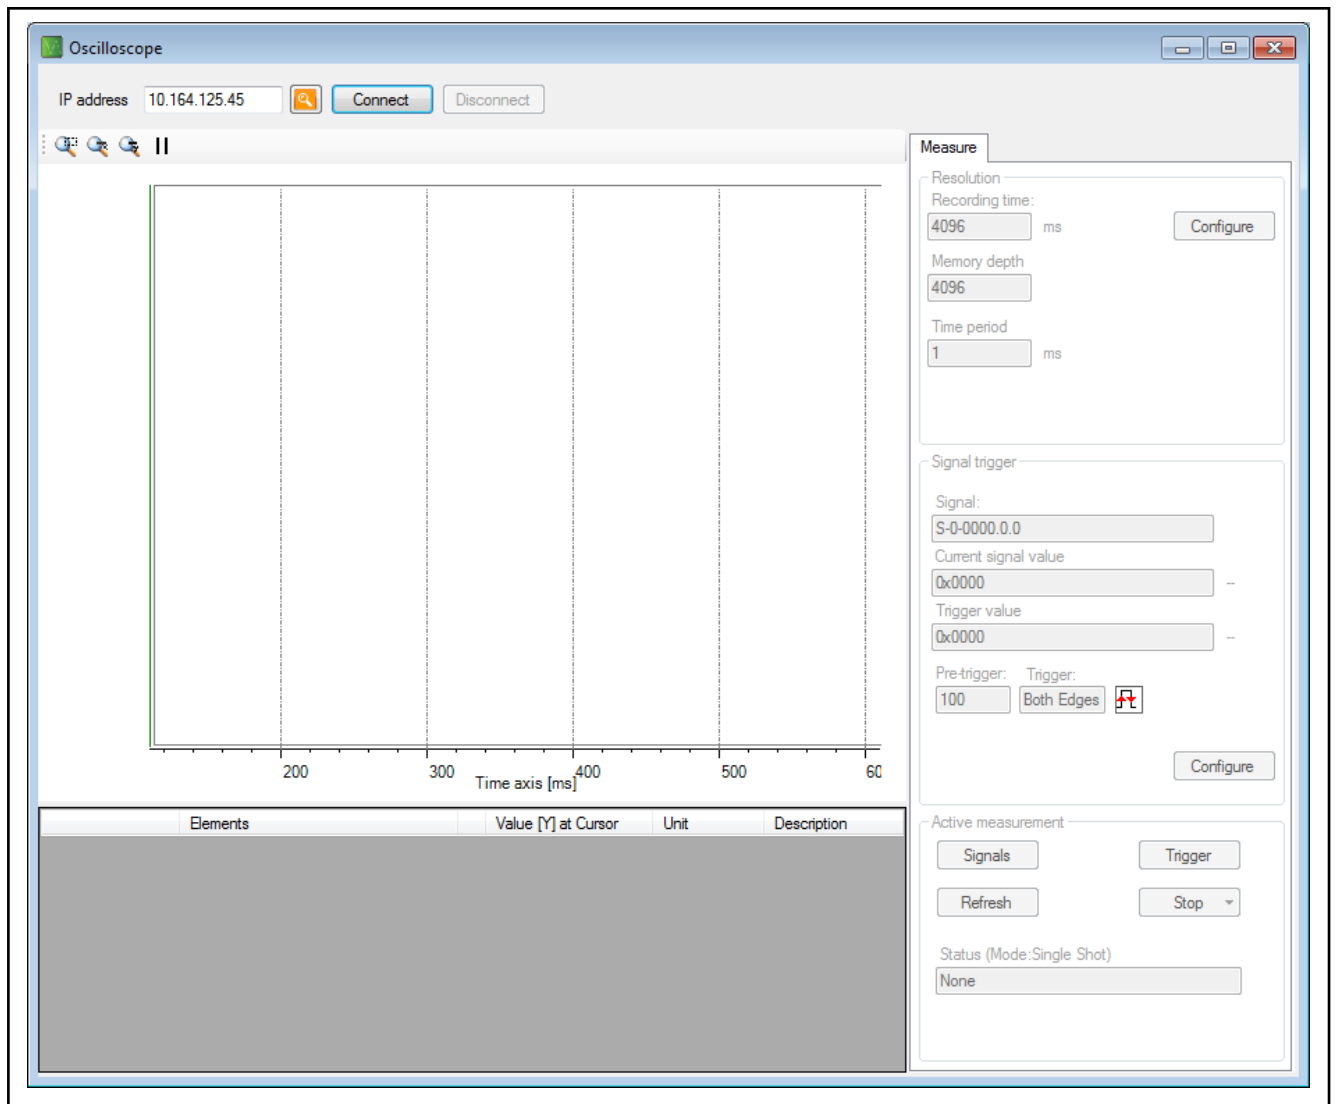 Oscilloscope
IP address 10.164.125.45 Connect Disconnect
Measure
Resolution
Recording time:
4096 ms Configure
Memory depth
4096
Time period
1 ms
Signal trigger
Signal:
S-0-0000.0.0
Current signal value
0x0000 --
Trigger value
0x0000 --
Pre-trigger: Trigger:
100 Both Edges
Configure
200 300 400 500 60
Time axis [ms]
Elements Value [Y] at Cursor Unit Description
Active measurement
Signals Trigger
Refresh Stop
Status (Mode:Single Shot)
None